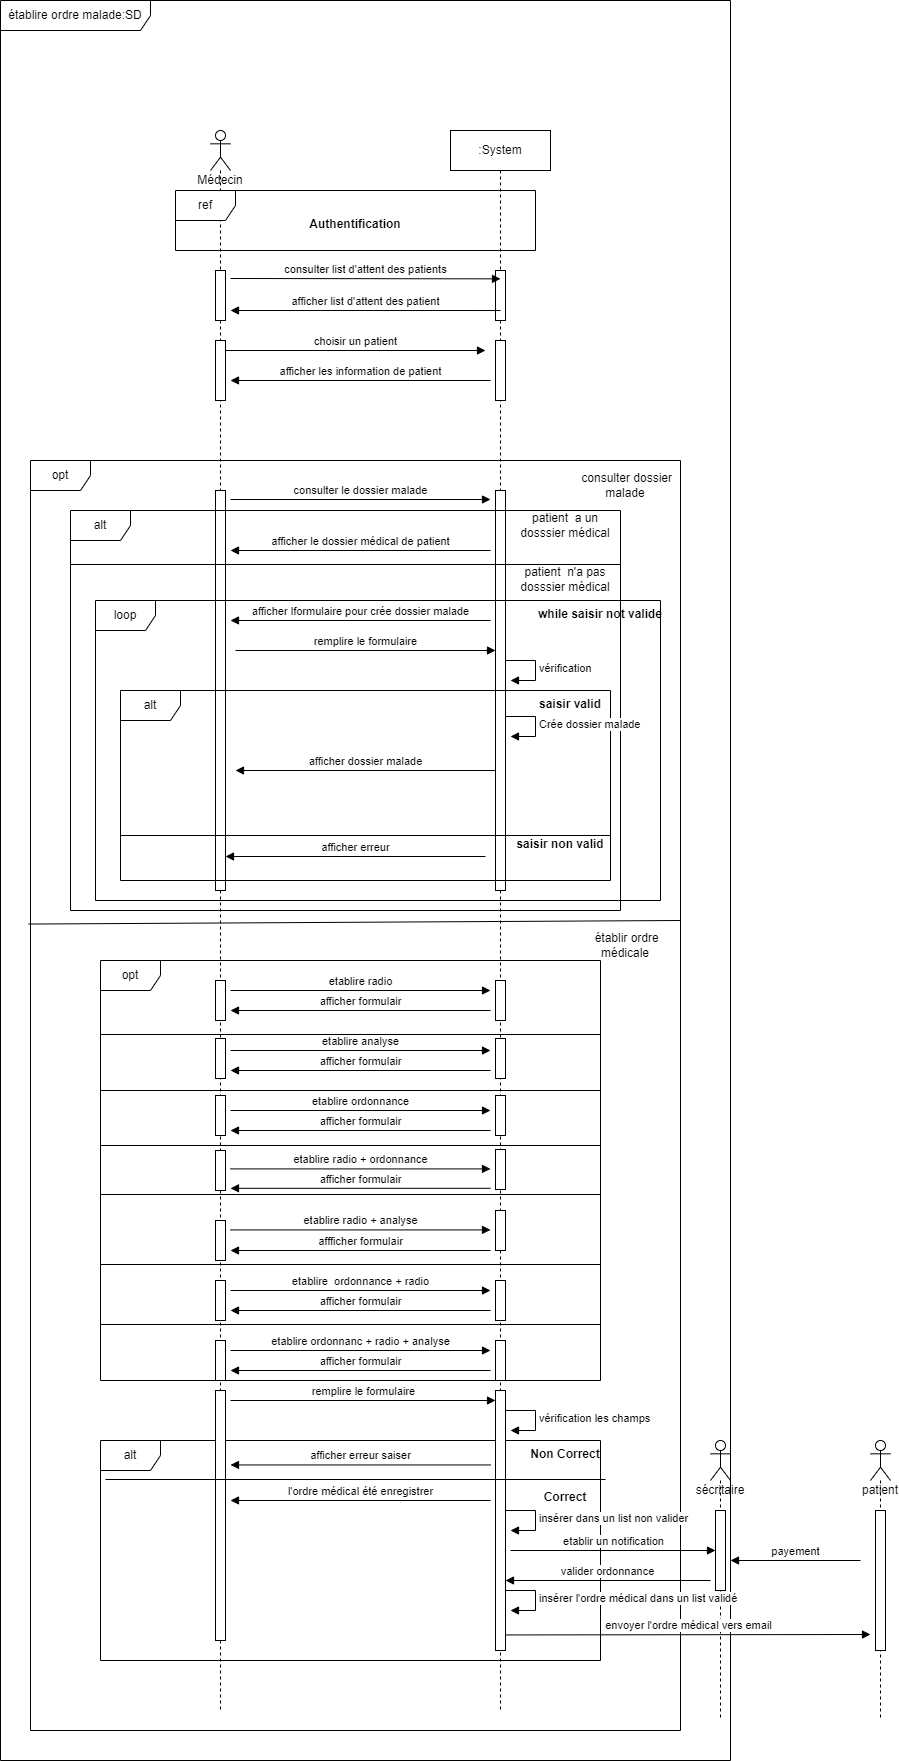 établire ordre malade:SD
:System
Médecin
ref
Authentification
consulter list d'attent des patients
afficher list d'attent des patient
choisir un patient
afficher les information de patient
opt
consulter dossier
malade
consulter le dossier malade
alt
patient  a un
dosssier médical
afficher le dossier médical de patient
patient  n'a pas
dosssier médical
loop
afficher lformulaire pour crée dossier malade
while saisir not valide
remplire le formulaire
vérification
alt
saisir valid
Crée dossier malade
afficher dossier malade
saisir non valid
afficher erreur
établir ordre
médicale
opt
etablire radio
afficher formulair
etablire analyse
afficher formulair
etablire ordonnance
afficher formulair
etablire radio + ordonnance
afficher formulair
etablire radio + analyse
affficher formulair
etablire  ordonnance + radio
afficher formulair
etablire ordonnanc + radio + analyse
afficher formulair
remplire le formulaire
vérification les champs
alt
afficher erreur saiser
Non Correct
sécritaire
patient
l'ordre médical été enregistrer
Correct
insérer dans un list non valider
etablir un notification
payement
valider ordonnance
insérer l'ordre médical dans un list validé
envoyer l'ordre médical vers email